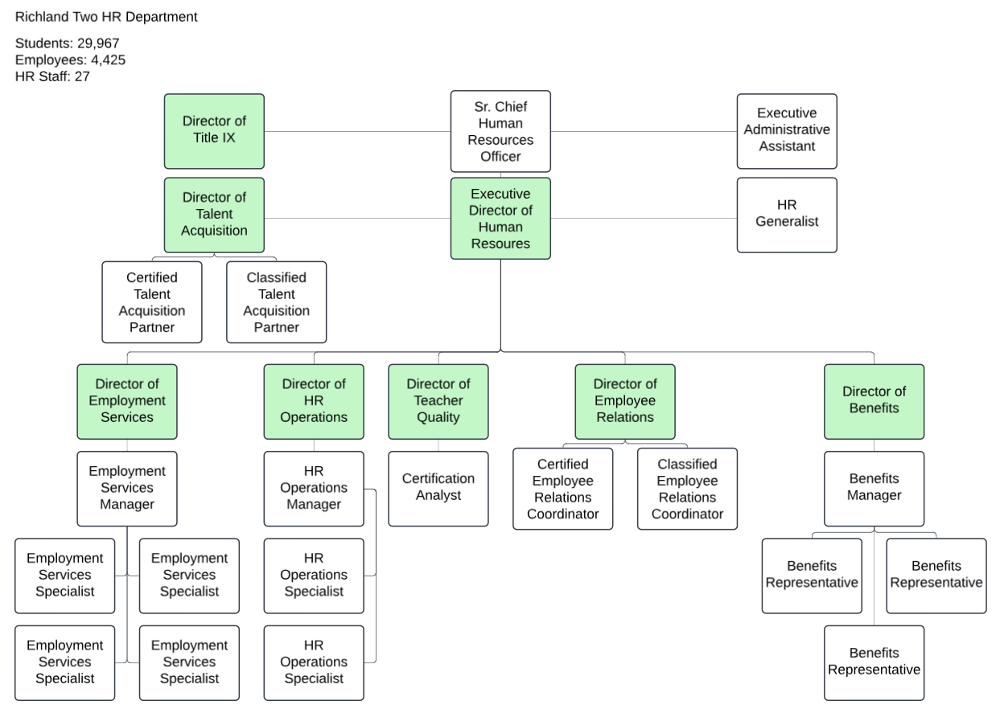 Richland Two HR Department
Students: 29,967
Employees: 4,425
HR Staff: 27
Director of
Title IX
Sr. Chief
Human
Resources
Officer
Executive
Administrative
Assistant
Director of
Talent
Acquisition
Executive
Director of
Human
Resoures
HR
Generalist
Certified
Talent
Acquisition
Partner
Classified
Talent
Acquisition
Partner
Director of
Employment
Services
Director of
HR
Operations
Director of
Teacher
Quality
Director of
Employee
Relations
Director of
Benefits
Employment
Services
Manager
HR
Operations
Manager
Certification
Analyst
Certified
Employee
Relations
Coordinator
Classified
Employee
Relations
Coordinator
Benefits
Manager
Employment
Services
Specialist
Employment
Services
Specialist
HR
Operations
Specialist
Benefits
Representative
Benefits
Representative
Employment
Services
Specialist
Employment
Services
Specialist
HR
Operations
Specialist
Benefits
Representative